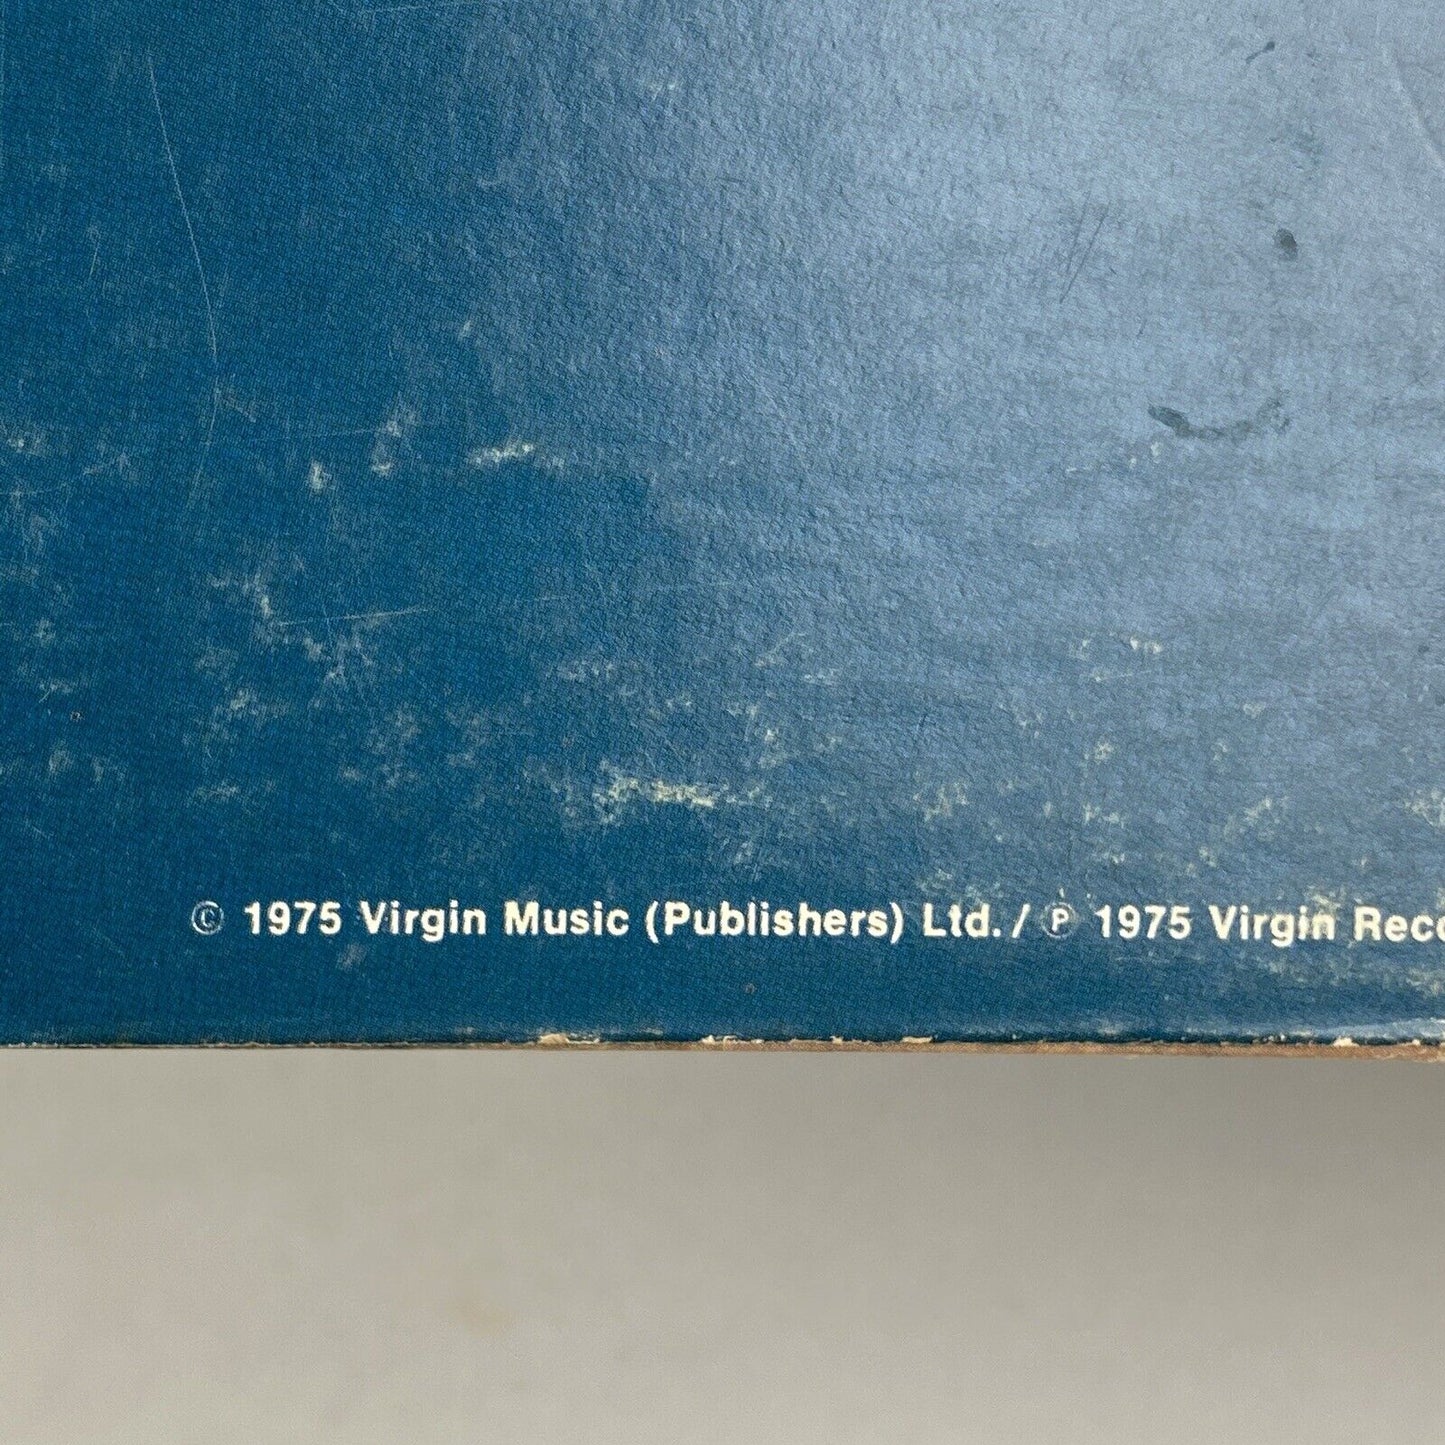 © 1975 Virgin Music (Publishers) Ltd. / ℗ 1975 Virgin